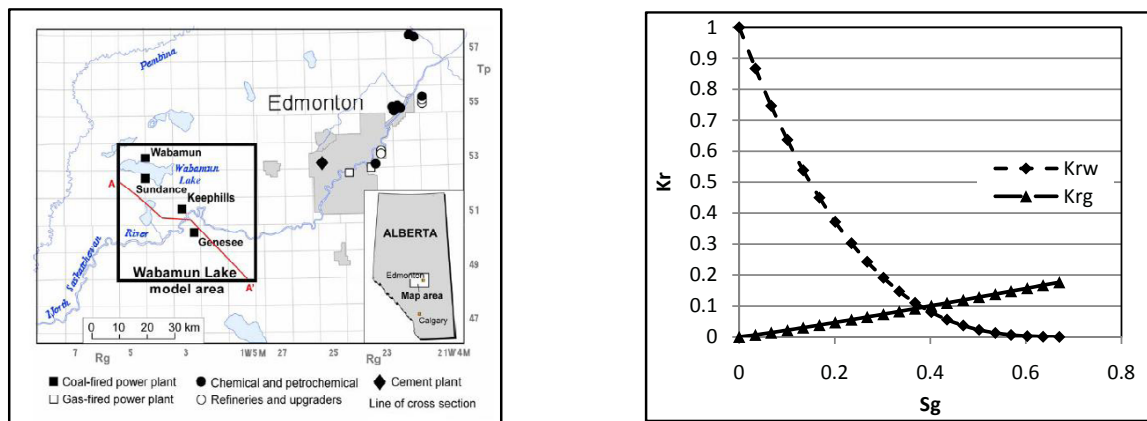 57
Tp
55
53
51
49
47
Pembina
Edmonton
Wabamun
Wabamun
Lake
Sundance
Keephills
A
River
Genesee
North Saskatchewan
Wabamun Lake
model area
A'
0 10 20 30 km
ALBERTA
Edmonton
Map area
Calgary
7 5 3 1W5M 27 25 23 21W4M
Rg Rg
Coal-fired power plant Chemical and petrochemical Cement plant
Gas-fired power plant Refineries and upgraders Line of cross section
1
0.9
0.8
0.7
0.6
0.5
0.4
0.3
0.2
0.1
0
Kr
Krw
Krg
0 0.2 0.4 0.6 0.8
Sg